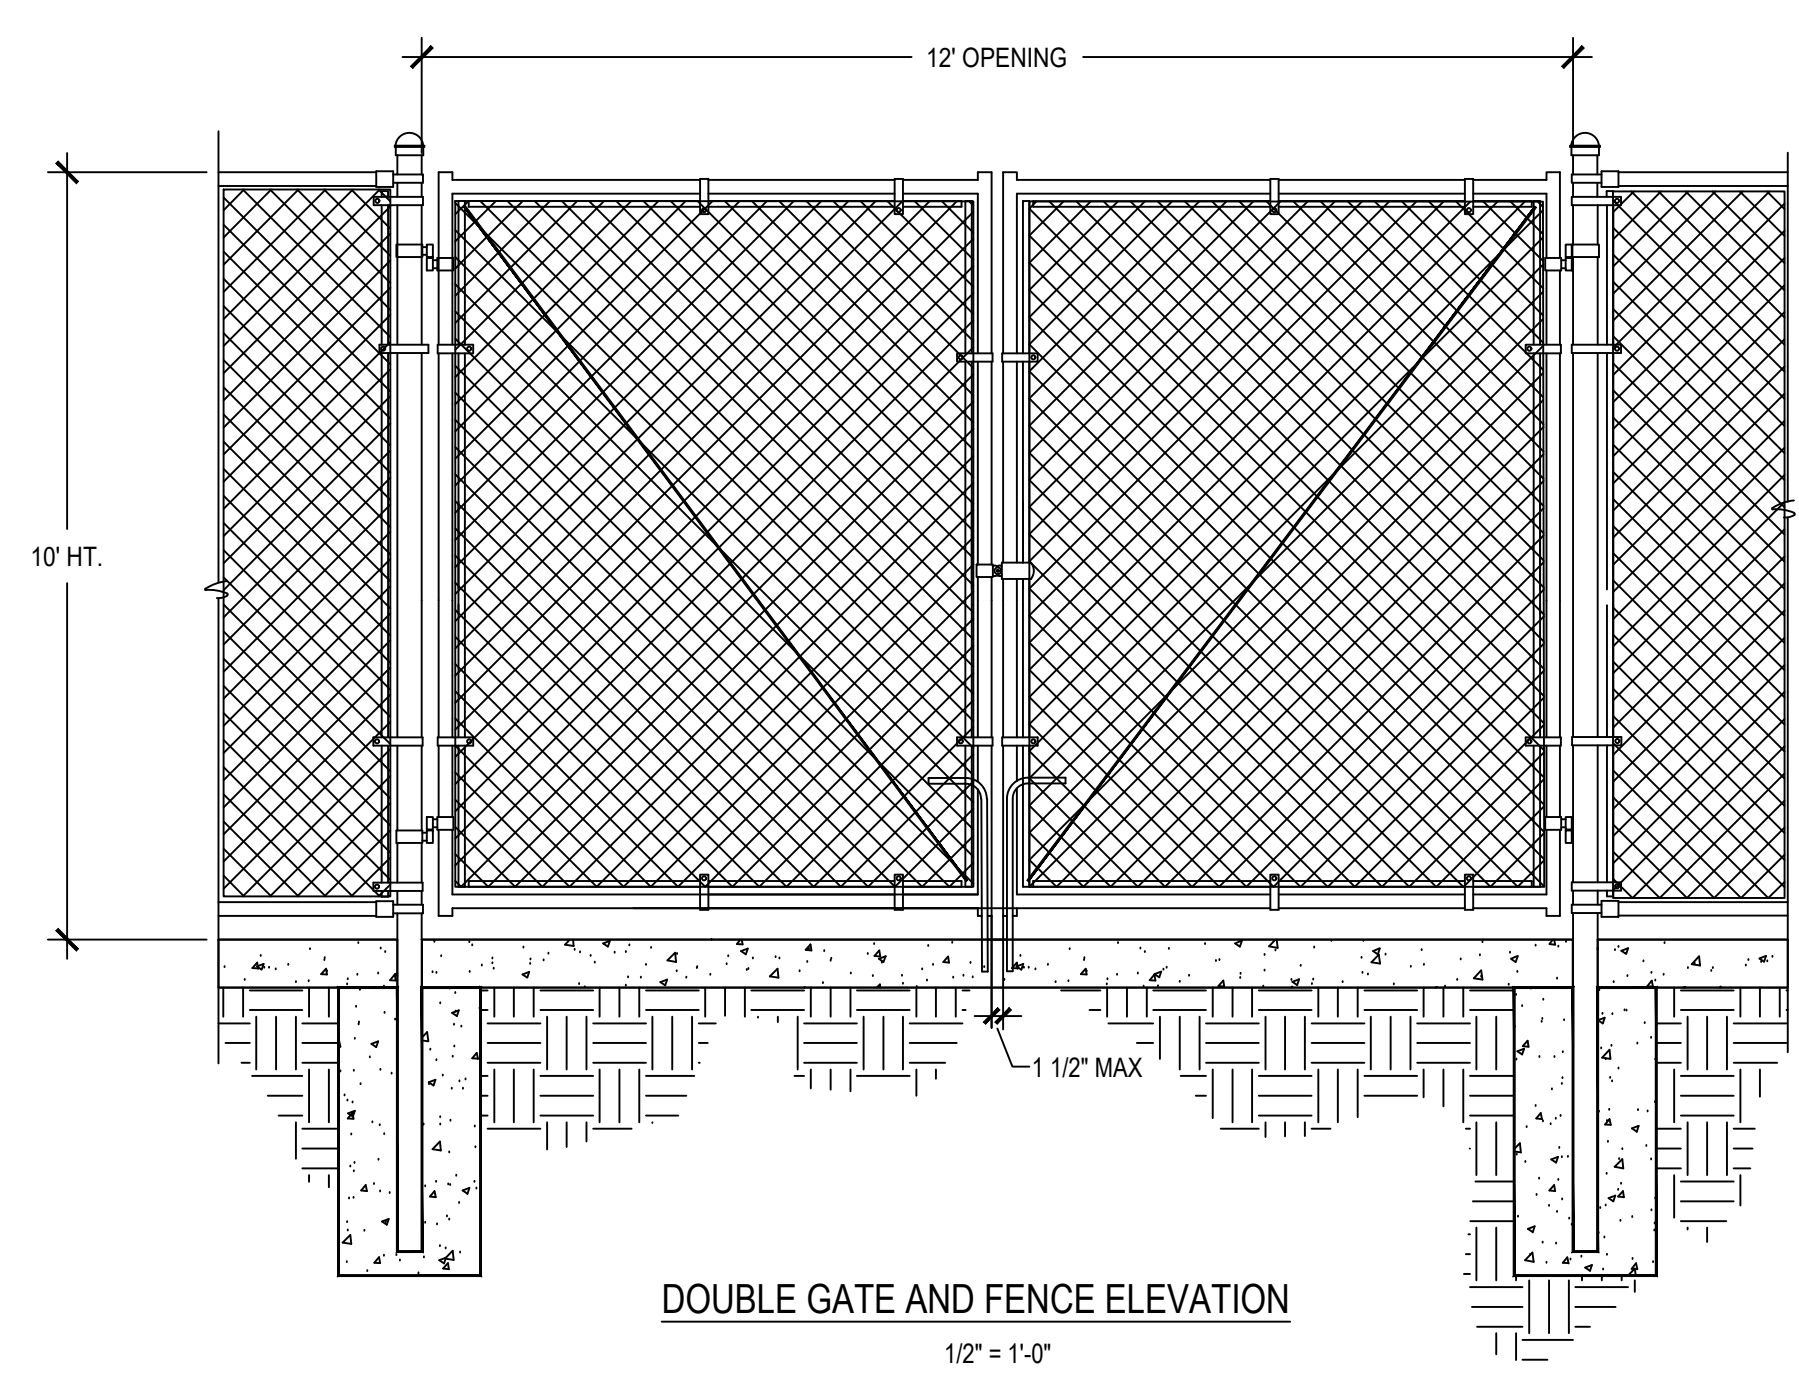 12' OPENING
10' HT.
1 1/2" MAX
DOUBLE GATE AND FENCE ELEVATION
1/2" = 1'-0"